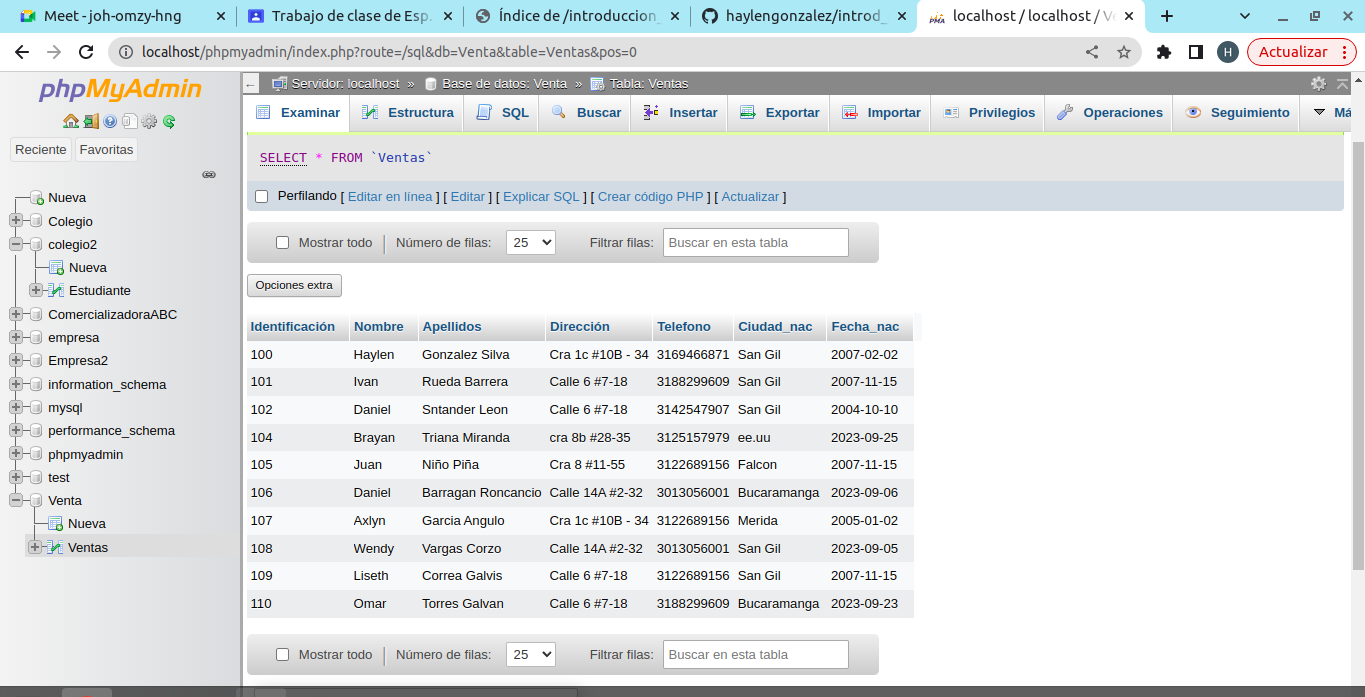 Meet - joh-omzy-hng
Trabajo de clase de Esp.
Índice de /introduccion_
haylengonzalez/introd_
localhost / localhost / Ve
localhost/phpmyadmin/index.php?route=/sql&db=Venta&table=Ventas&pos=0
H
Actualizar
phpMyAdmin
Reciente
Favoritas
Nueva
Colegio
colegio2
Nueva
Estudiante
ComercializadoraABC
empresa
Empresa2
information_schema
mysql
performance_schema
phpmyadmin
test
Venta
Nueva
Ventas
Servidor: localhost » Base de datos: Venta » Tabla: Ventas
Examinar Estructura SQL Buscar Insertar Exportar Importar Privilegios Operaciones Seguimiento Má
SELECT * FROM `Ventas`
Perfilando [ Editar en línea ] [ Editar ] [ Explicar SQL ] [ Crear código PHP ] [ Actualizar ]
Mostrar todo | Número de filas: 25 Filtrar filas: Buscar en esta tabla
Opciones extra
Identificación Nombre Apellidos Dirección Telefono Ciudad_nac Fecha_nac
100 Haylen Gonzalez Silva Cra 1c #10B - 34 3169466871 San Gil 2007-02-02
101 Ivan Rueda Barrera Calle 6 #7-18 3188299609 San Gil 2007-11-15
102 Daniel Sntander Leon Calle 6 #7-18 3142547907 San Gil 2004-10-10
104 Brayan Triana Miranda cra 8b #28-35 3125157979 ee.uu 2023-09-25
105 Juan Niño Piña Cra 8 #11-55 3122689156 Falcon 2007-11-15
106 Daniel Barragan Roncancio Calle 14A #2-32 3013056001 Bucaramanga 2023-09-06
107 Axlyn Garcia Angulo Cra 1c #10B - 34 3122689156 Merida 2005-01-02
108 Wendy Vargas Corzo Calle 14A #2-32 3013056001 San Gil 2023-09-05
109 Liseth Correa Galvis Calle 6 #7-18 3122689156 San Gil 2007-11-15
110 Omar Torres Galvan Calle 6 #7-18 3188299609 Bucaramanga 2023-09-23
Mostrar todo | Número de filas: 25 Filtrar filas: Buscar en esta tabla